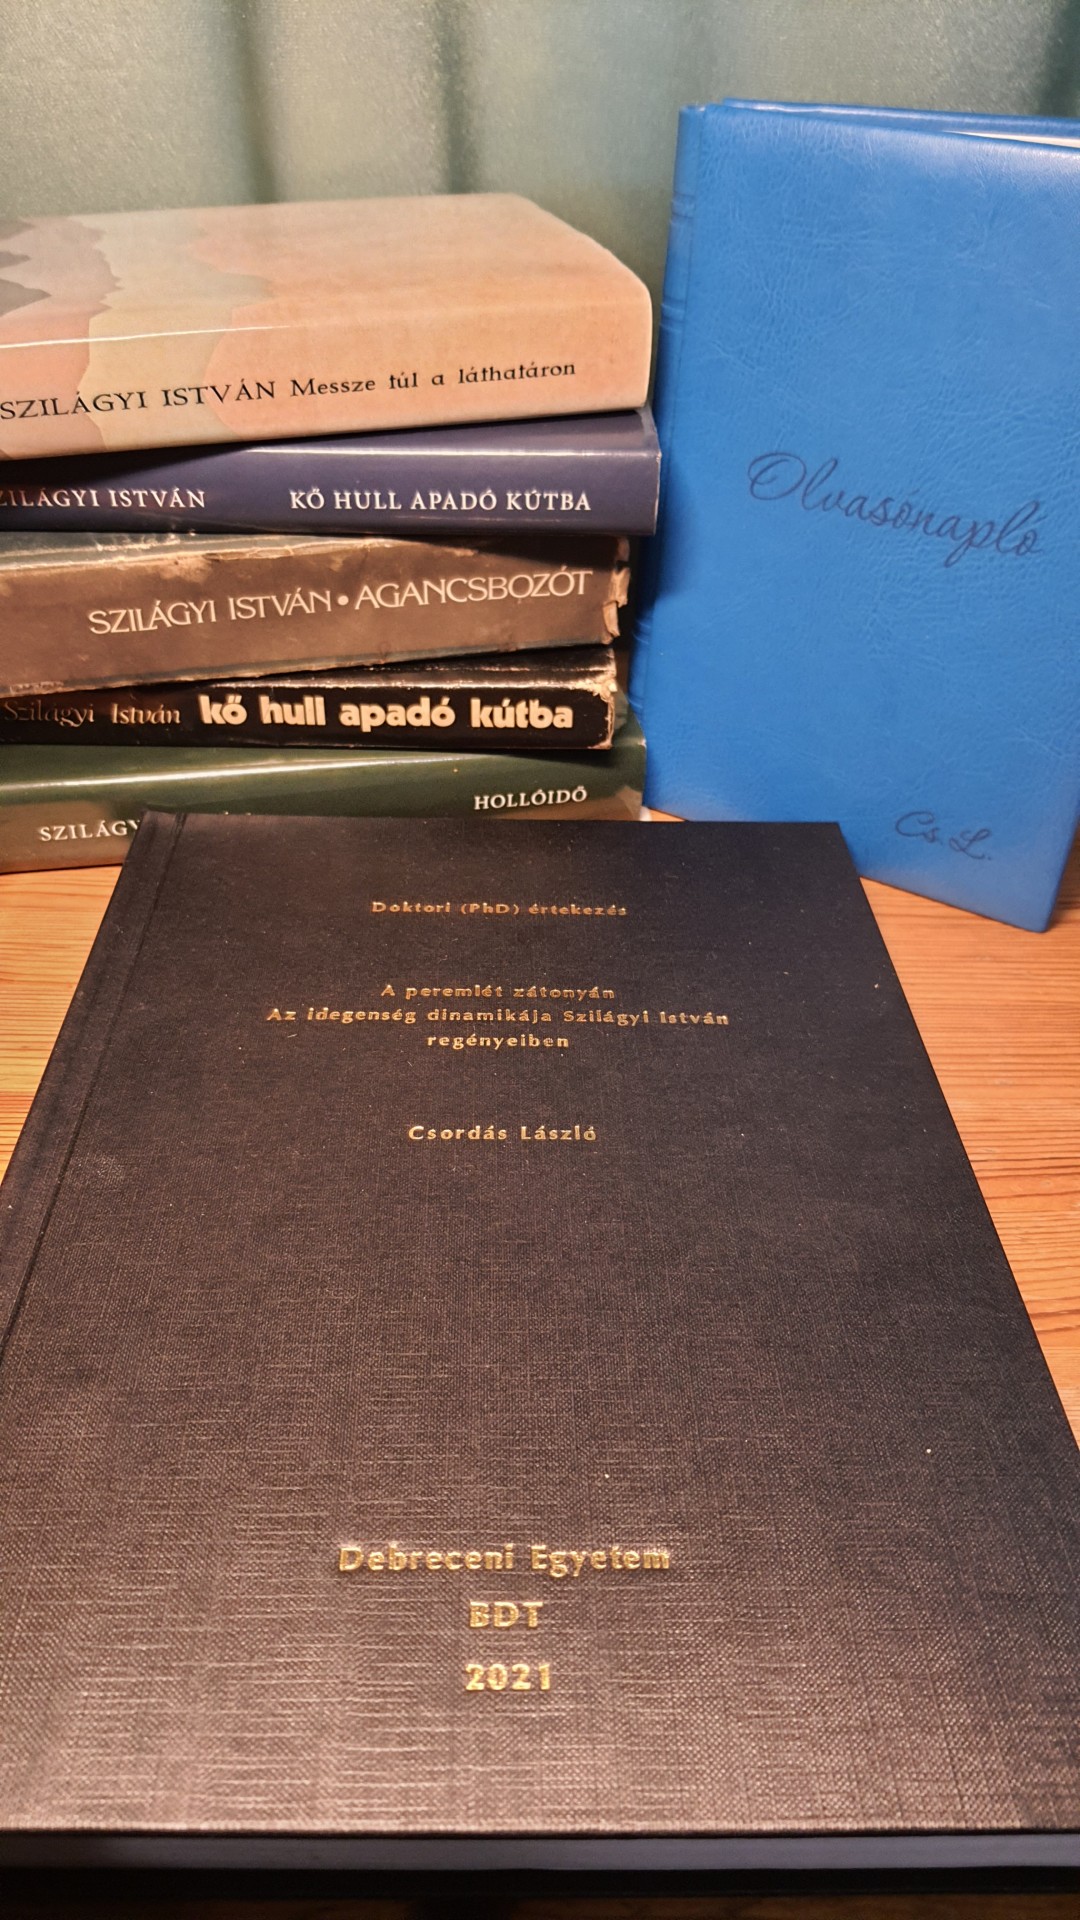 SZILÁGYI ISTVÁN Messze túl a láthatáron
SZILÁGYI ISTVÁN KŐ HULL APADÓ KÚTBA
SZILÁGYI ISTVÁN • AGANCSBOZÓT
Szilágyi István kő hull apadó kútba
HOLLÓIDŐ
SZILÁGY
Olvasónapló
Cs. L.
Doktori (PhD) értekezés
A peremlét zátonyán
Az idegenség dinamikája Szilágyi István
regényeiben
Csordás László
Debreceni Egyetem
BDT
2021